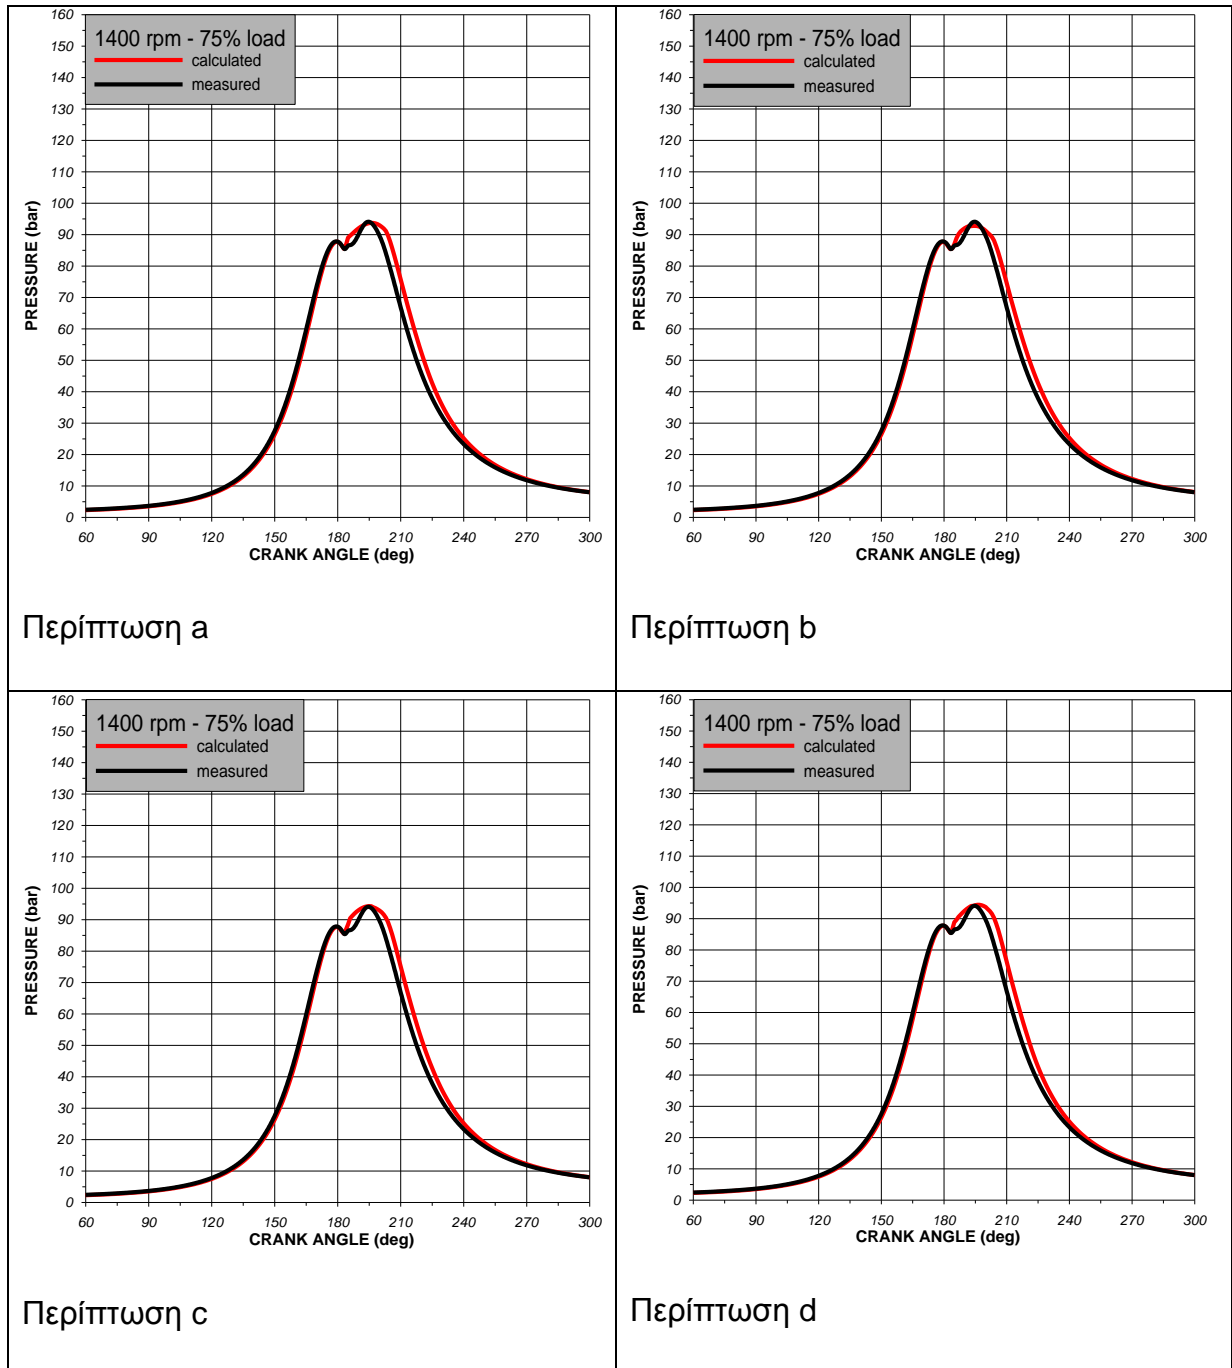 1400 rpm - 75% load
calculated
measured
PRESSURE (bar)
160
150
140
130
120
110
100
90
80
70
60
50
40
30
20
10
0
60 90 120 150 180 210 240 270 300
CRANK ANGLE (deg)
Περίπτωση a
1400 rpm - 75% load
calculated
measured
PRESSURE (bar)
160
150
140
130
120
110
100
90
80
70
60
50
40
30
20
10
0
60 90 120 150 180 210 240 270 300
CRANK ANGLE (deg)
Περίπτωση b
1400 rpm - 75% load
calculated
measured
PRESSURE (bar)
160
150
140
130
120
110
100
90
80
70
60
50
40
30
20
10
0
60 90 120 150 180 210 240 270 300
CRANK ANGLE (deg)
Περίπτωση c
1400 rpm - 75% load
calculated
measured
PRESSURE (bar)
160
150
140
130
120
110
100
90
80
70
60
50
40
30
20
10
0
60 90 120 150 180 210 240 270 300
CRANK ANGLE (deg)
Περίπτωση d